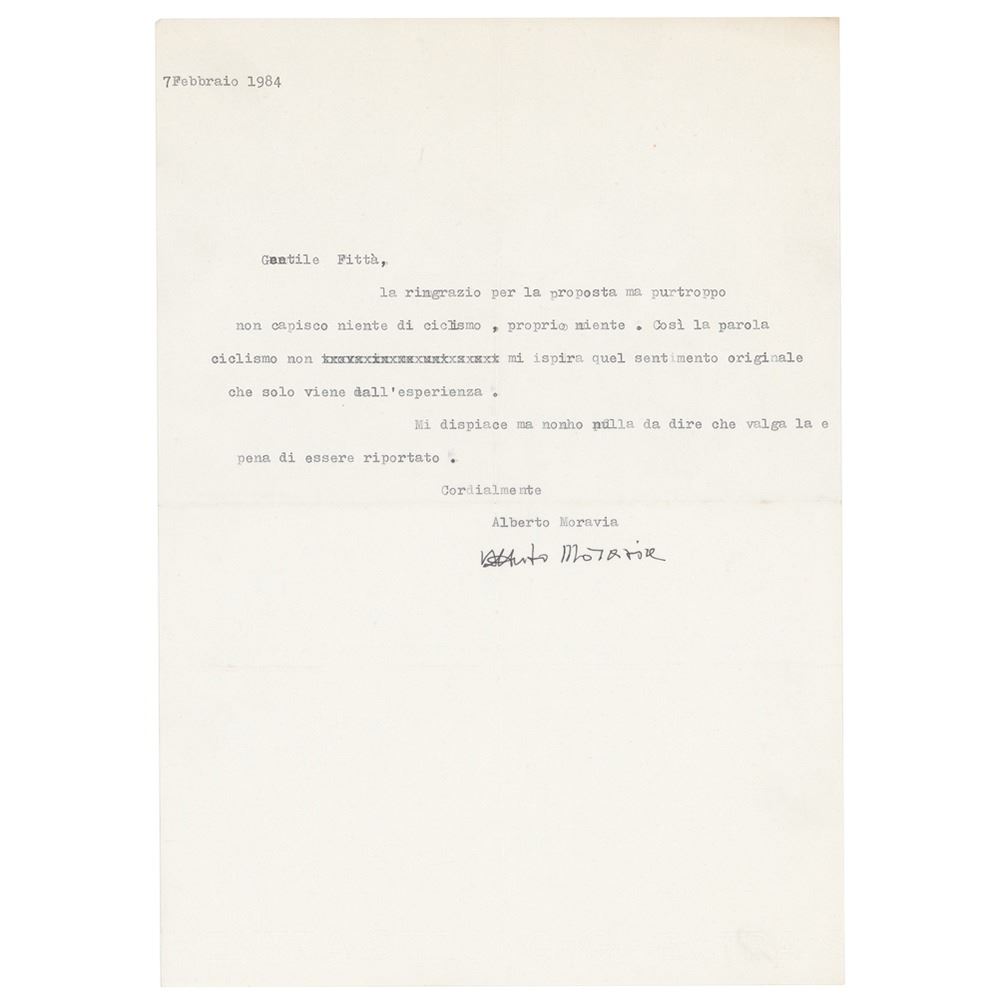 7Febbraio 1984
Gentile Fittà,
la ringrazio per la proposta ma purtroppo
non capisco niente di ciclismo , proprio niente . Così la parola
ciclismo non mi ispira quel sentimento originale
che solo viene dall'esperienza .
Mi dispiace ma nonho nulla da dire che valga la e
pena di essere riportato .
Cordialmente
Alberto Moravia
Alberto Moravia